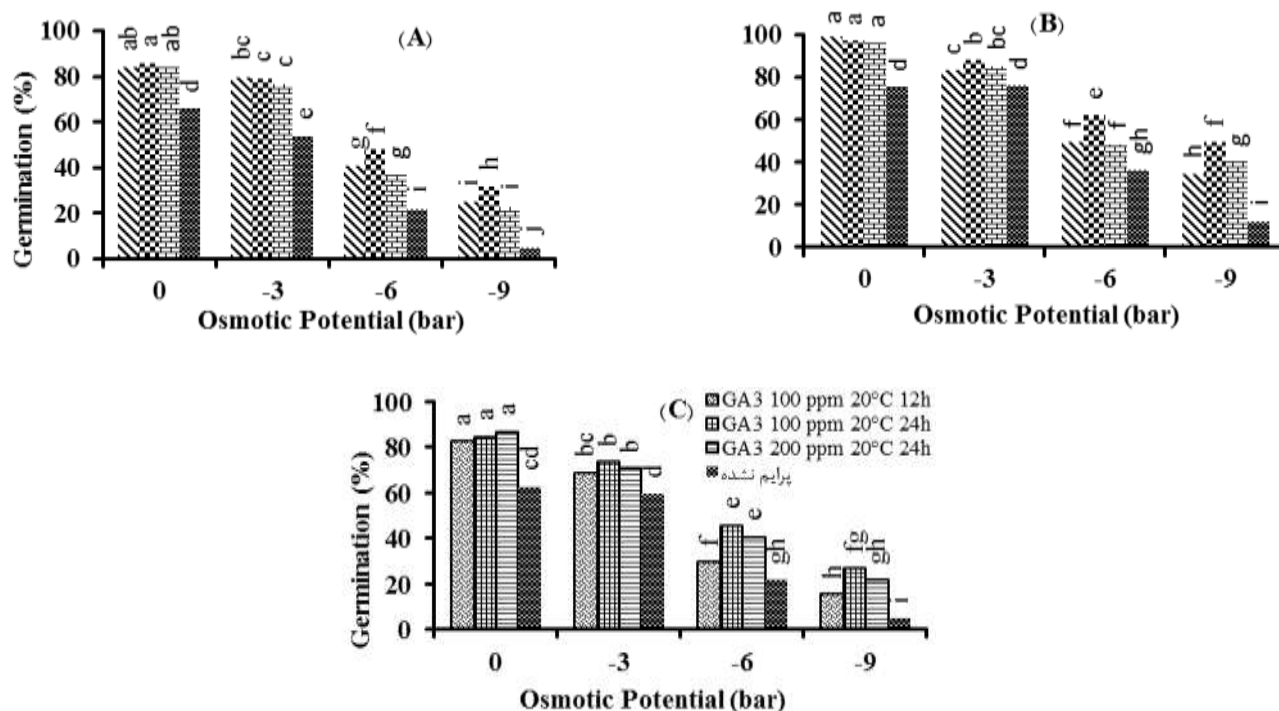 (A)
Germination (%)
100
80
60
40
20
0
ab a ab d
bc c c e
g f g i
i h i j
0 -3 -6 -9
Osmotic Potential (bar)
(B)
Germination (%)
100
80
60
40
20
0
a a a d
c b bc d
f e f gh
h f g i
0 -3 -6 -9
Osmotic Potential (bar)
(C)
GA3 100 ppm 20°C 12h
GA3 100 ppm 20°C 24h
GA3 200 ppm 20°C 24h
پرایم نشده
Germination (%)
100
80
60
40
20
0
a a a cd
bc b b d
f e e gh
h fg gh i
0 -3 -6 -9
Osmotic Potential (bar)